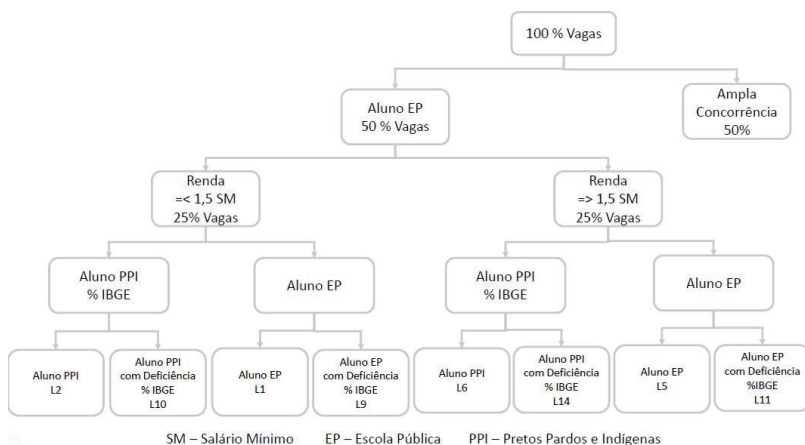 100 % Vagas
Aluno EP
50 % Vagas
Ampla
Concorrência
50%
Renda
=< 1,5 SM
25% Vagas
Renda
=> 1,5 SM
25% Vagas
Aluno PPI
% IBGE
Aluno EP
Aluno PPI
% IBGE
Aluno EP
Aluno PPI
L2
Aluno PPI
com Deficiência
% IBGE
L10
Aluno EP
L1
Aluno EP
com Deficiência
% IBGE
L9
Aluno PPI
L6
Aluno PPI
com Deficiência
% IBGE
L14
Aluno EP
L5
Aluno EP
com Deficiência
%IBGE
L11
SM – Salário Mínimo EP – Escola Pública PPI – Pretos Pardos e Indígenas